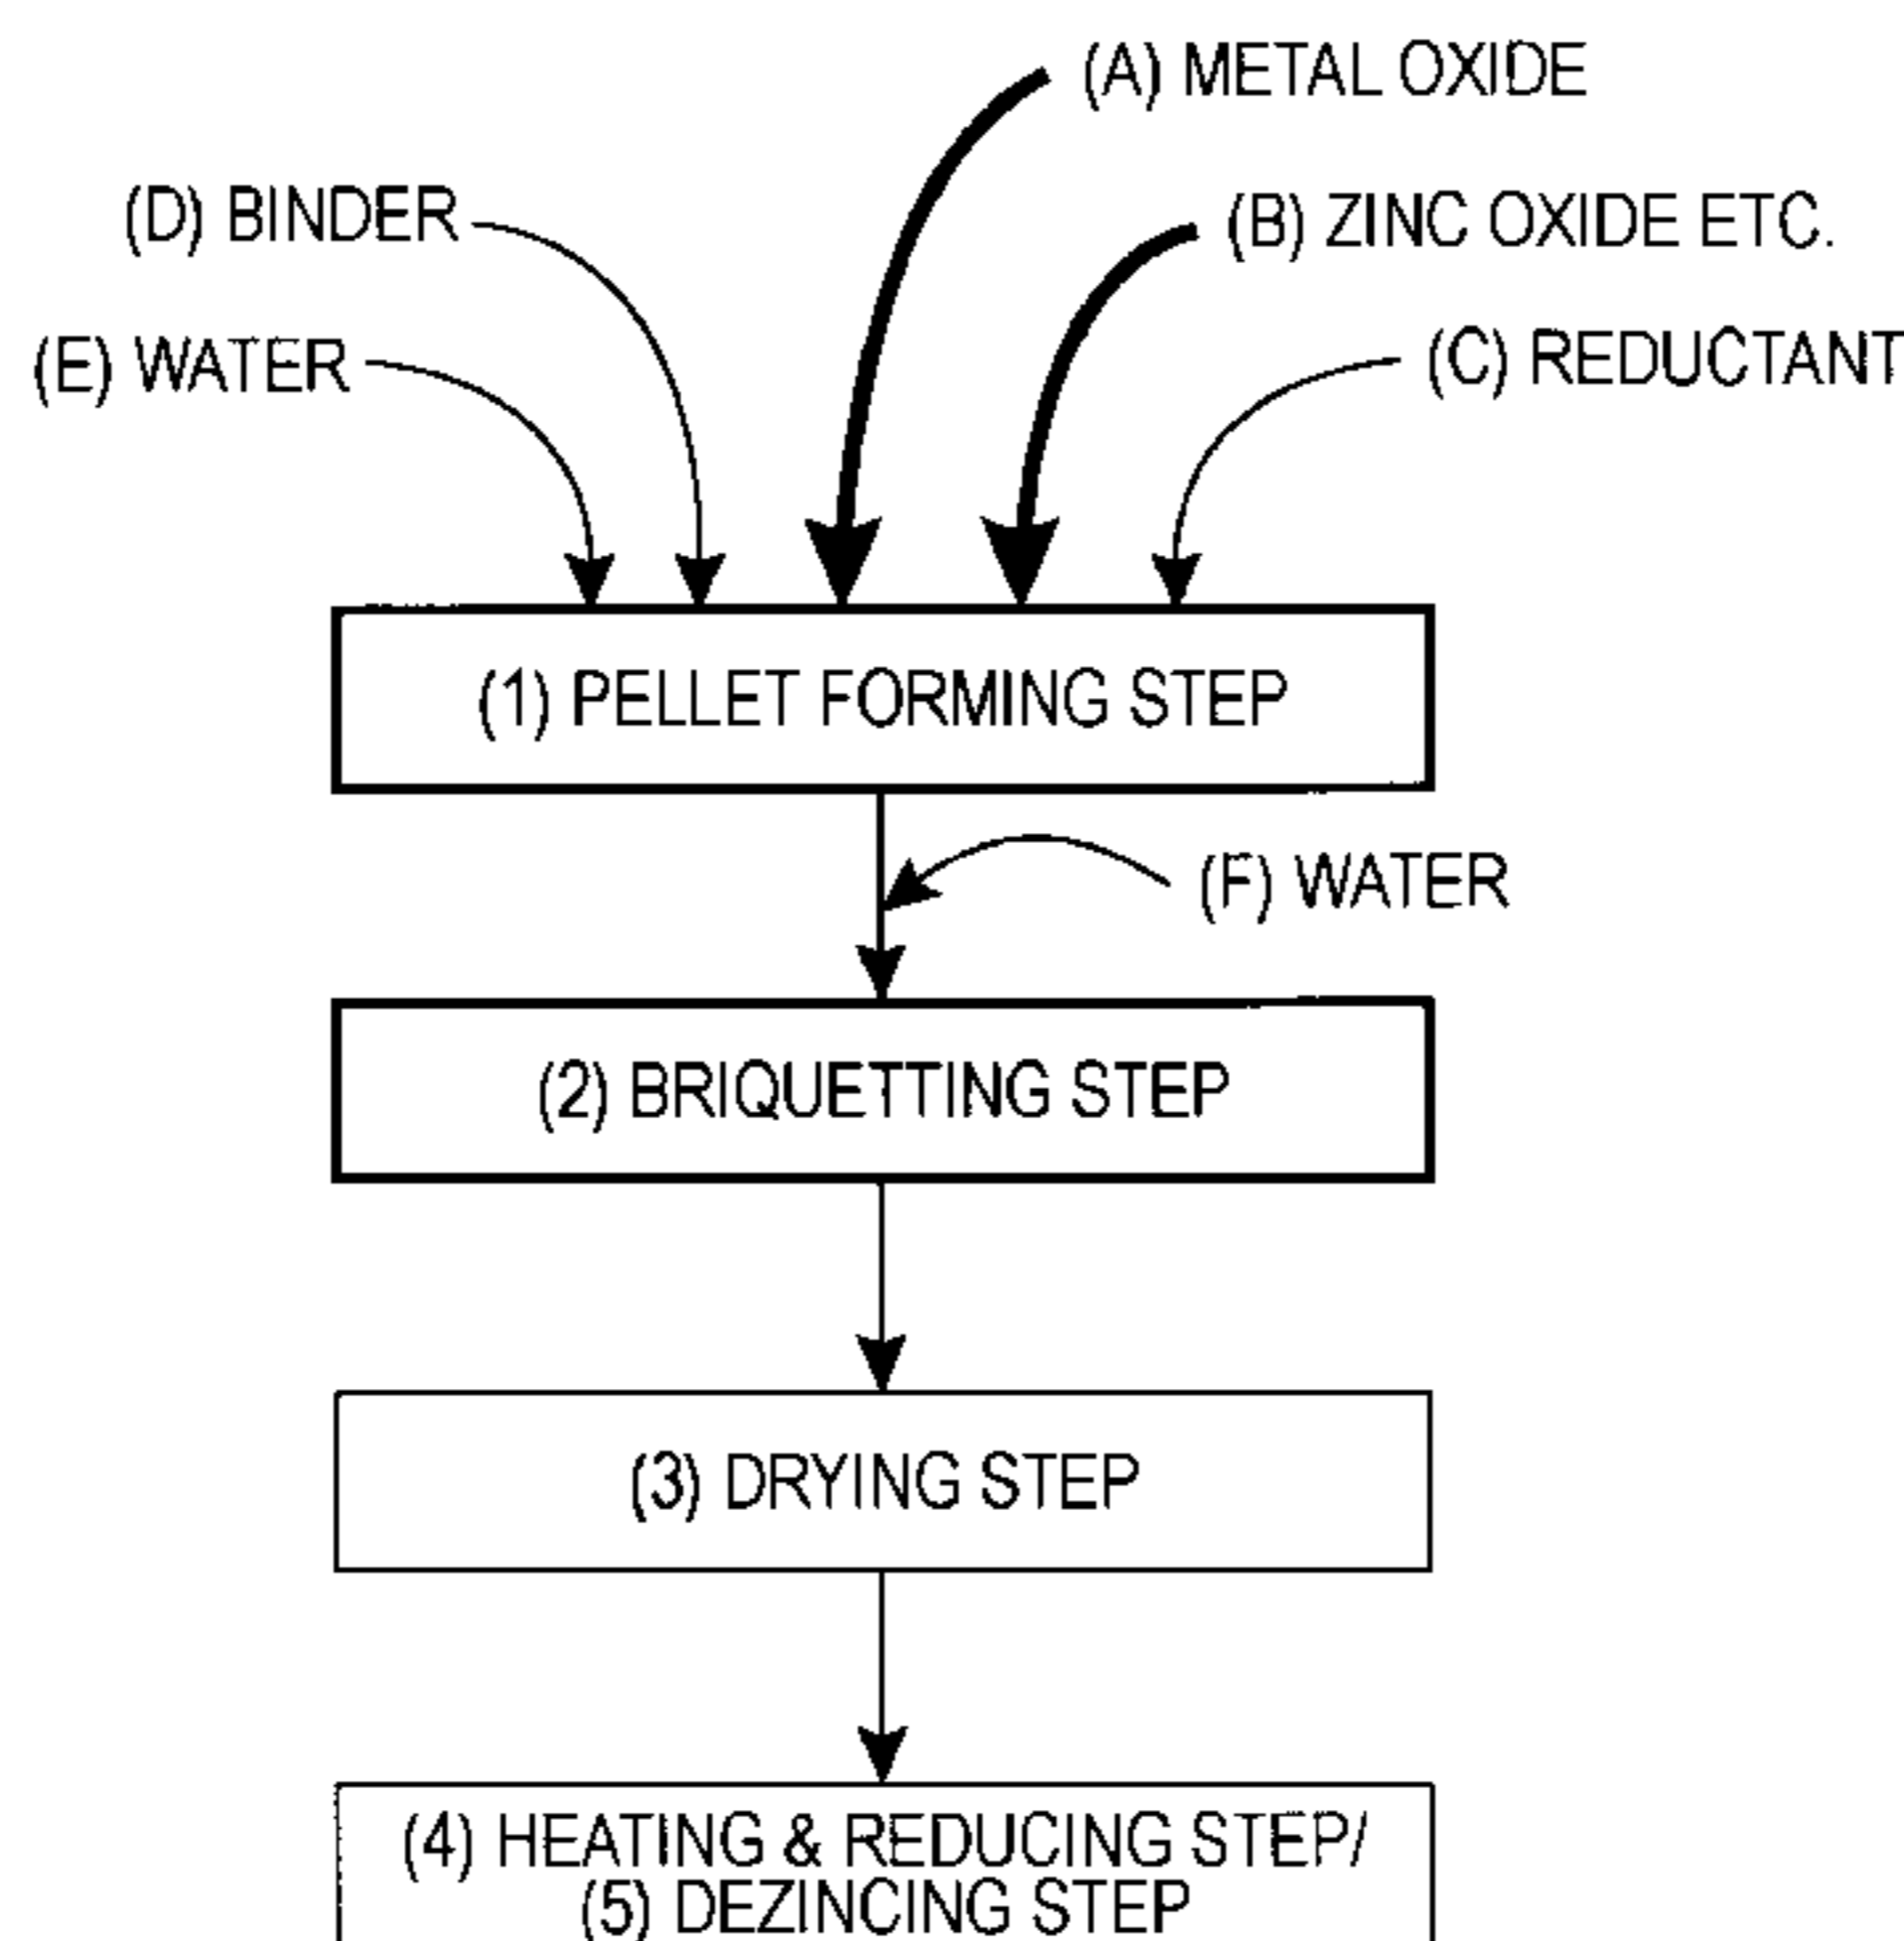 (A) METAL OXIDE
(D) BINDER
(B) ZINC OXIDE ETC.
(E) WATER
(C) REDUCTANT
(1) PELLET FORMING STEP
(F) WATER
(2) BRIQUETTING STEP
(3) DRYING STEP
(4) HEATING & REDUCING STEP/
(5) DEZINCING STEP